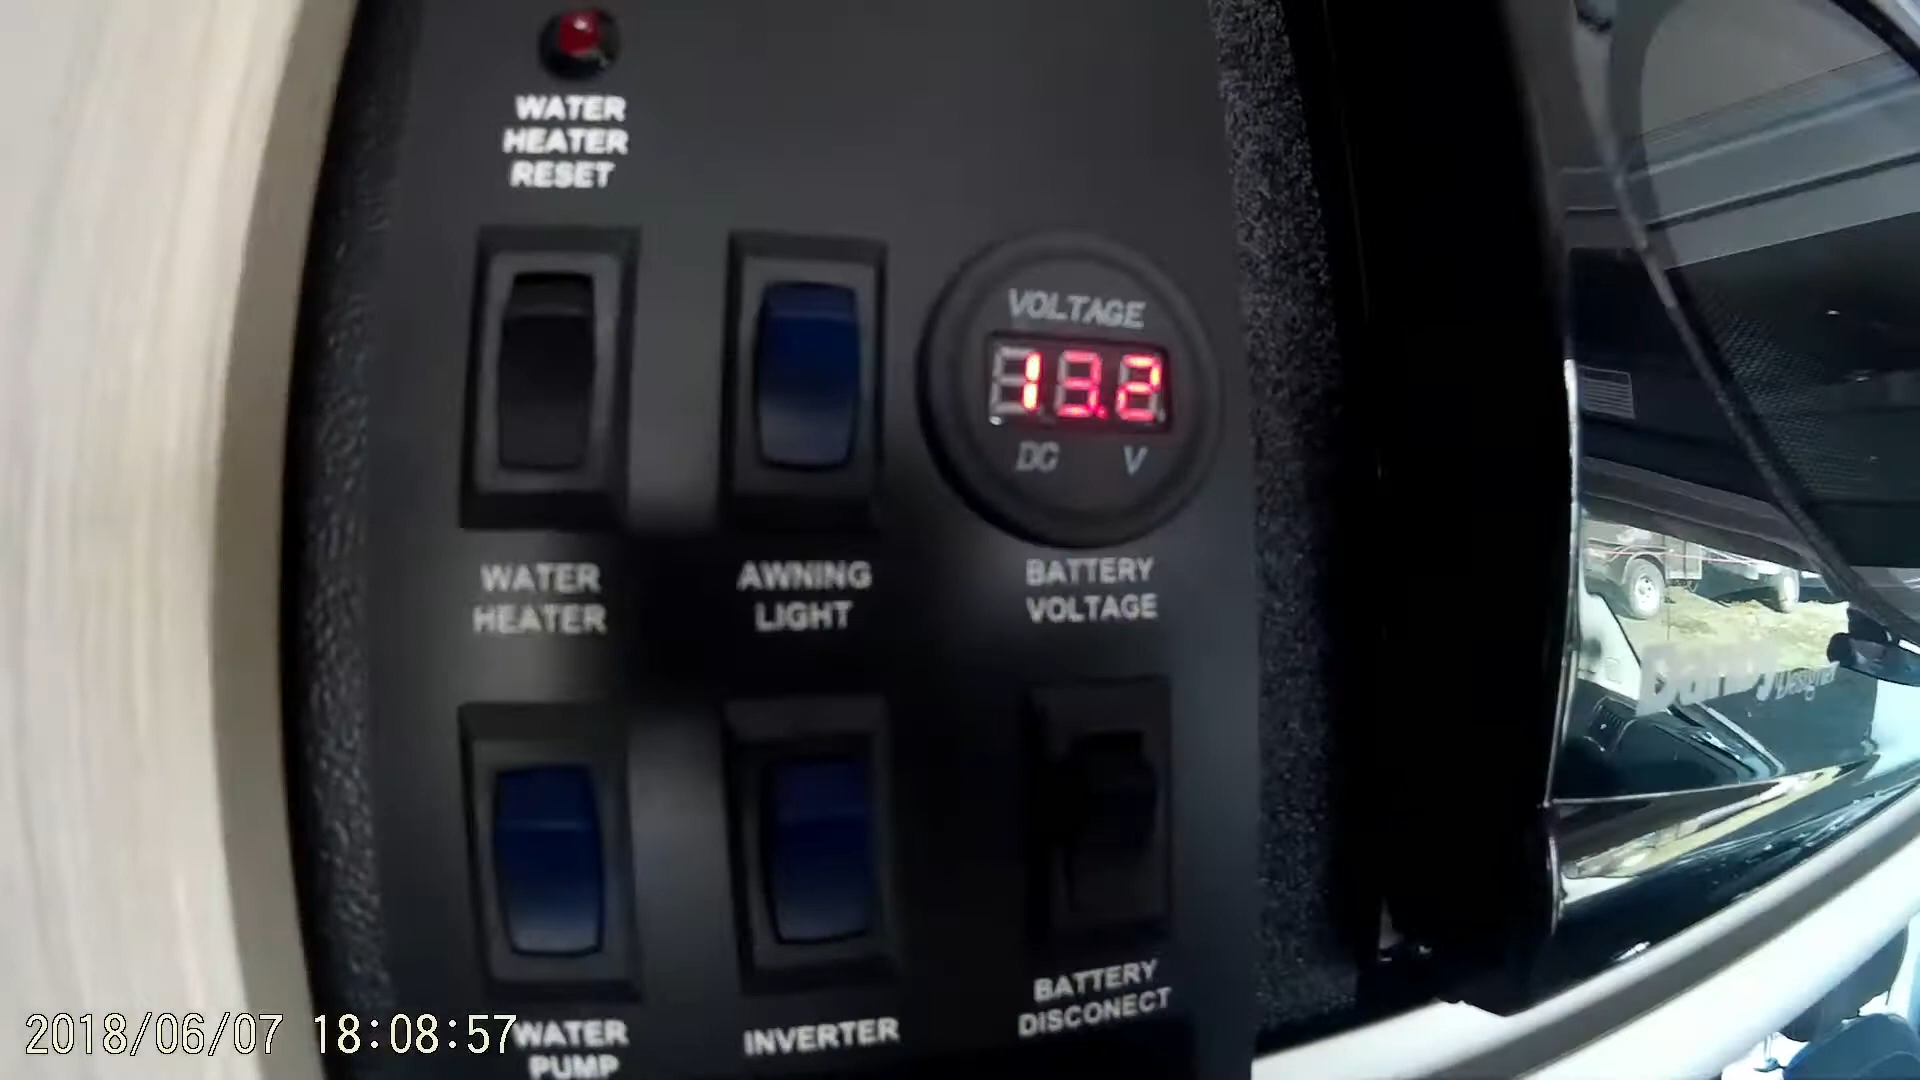 WATER
HEATER
RESET
VOLTAGE
13.2
DC V
WATER
HEATER
AWNING
LIGHT
BATTERY
VOLTAGE
WATER
PUMP
INVERTER
BATTERY
DISCONECT
Designer
2018/06/07 18:08:57